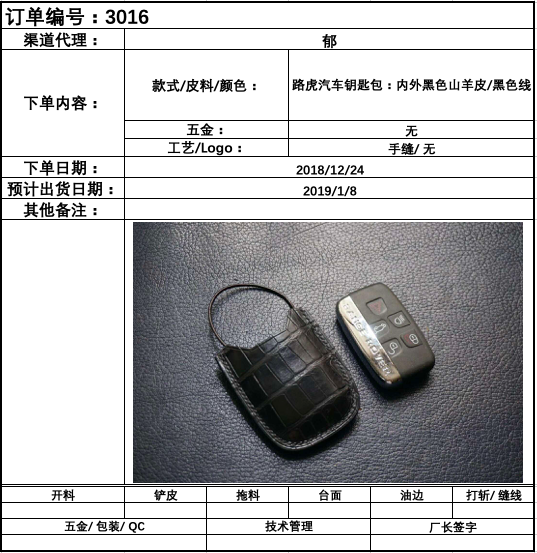 订单编号：3016
渠道代理：
郁
下单内容：
款式/皮料/颜色：
路虎汽车钥匙包：内外黑色山羊皮/黑色线
五金：
无
工艺/Logo：
手缝/ 无
下单日期：
2018/12/24
预计出货日期：
2019/1/8
其他备注：
RANGE ROVER
开料
铲皮
拖料
台面
油边
打斩/ 缝线
五金/ 包装/ QC
技术管理
厂长签字